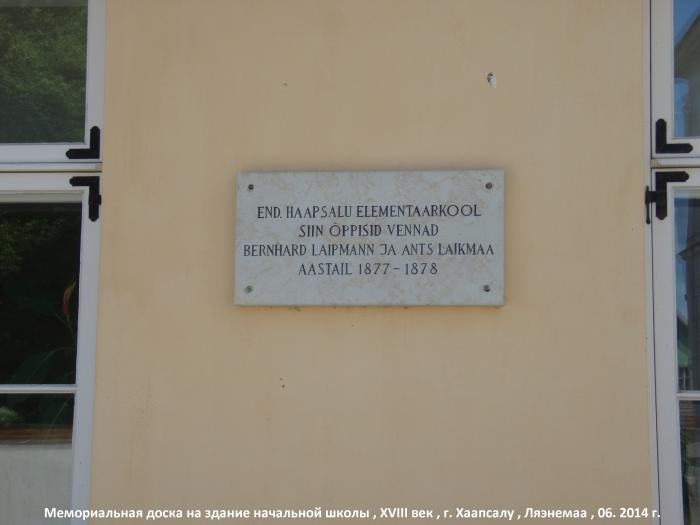 END. HAAPSALU ELEMENTAARKOOL
SIIN ÕPPISID VENNAD
BERNHARD LAIPMANN JA ANTS LAIKMAA
AASTAIL 1877 - 1878
Мемориальная доска на здание начальной школы , XVIII век , г. Хаапсалу , Ляэнемаа , 06. 2014 г.